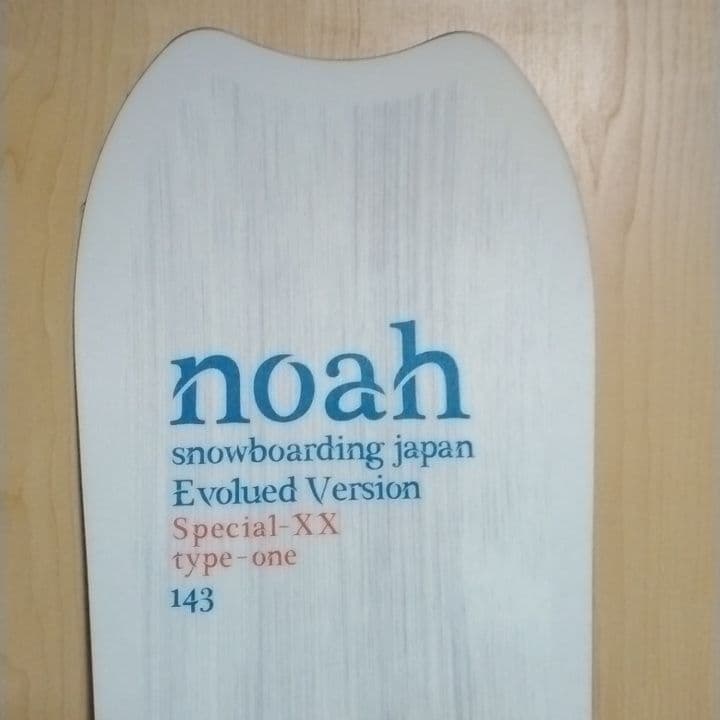 noah
snowboarding japan
Evolued Version
Special-XX
type-one
143